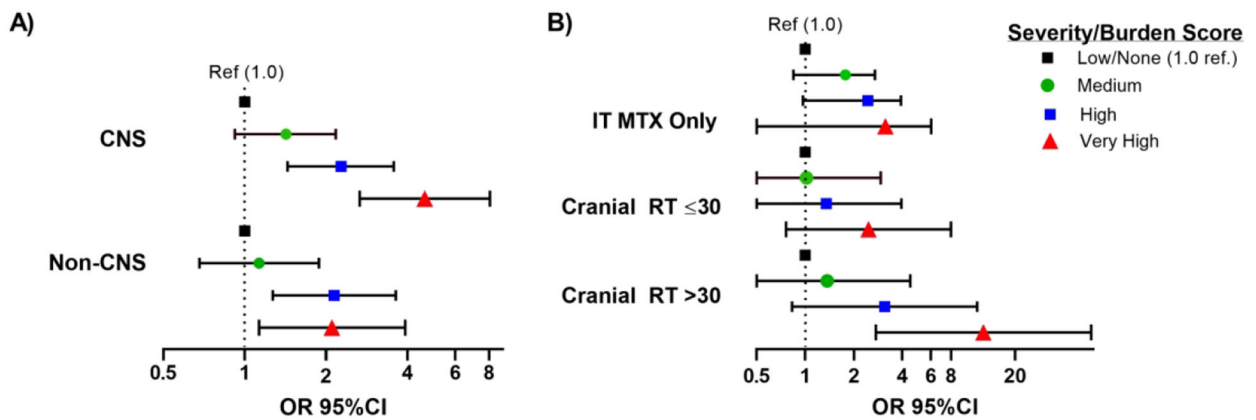 A)
Ref (1.0)
CNS
Non-CNS
0.5 1 2 4 6 8
OR 95%CI
B)
Ref (1.0)
IT MTX Only
Cranial RT ≤30
Cranial RT >30
0.5 1 2 4 6 8 20
OR 95%CI
Severity/Burden Score
Low/None (1.0 ref.)
Medium
High
Very High